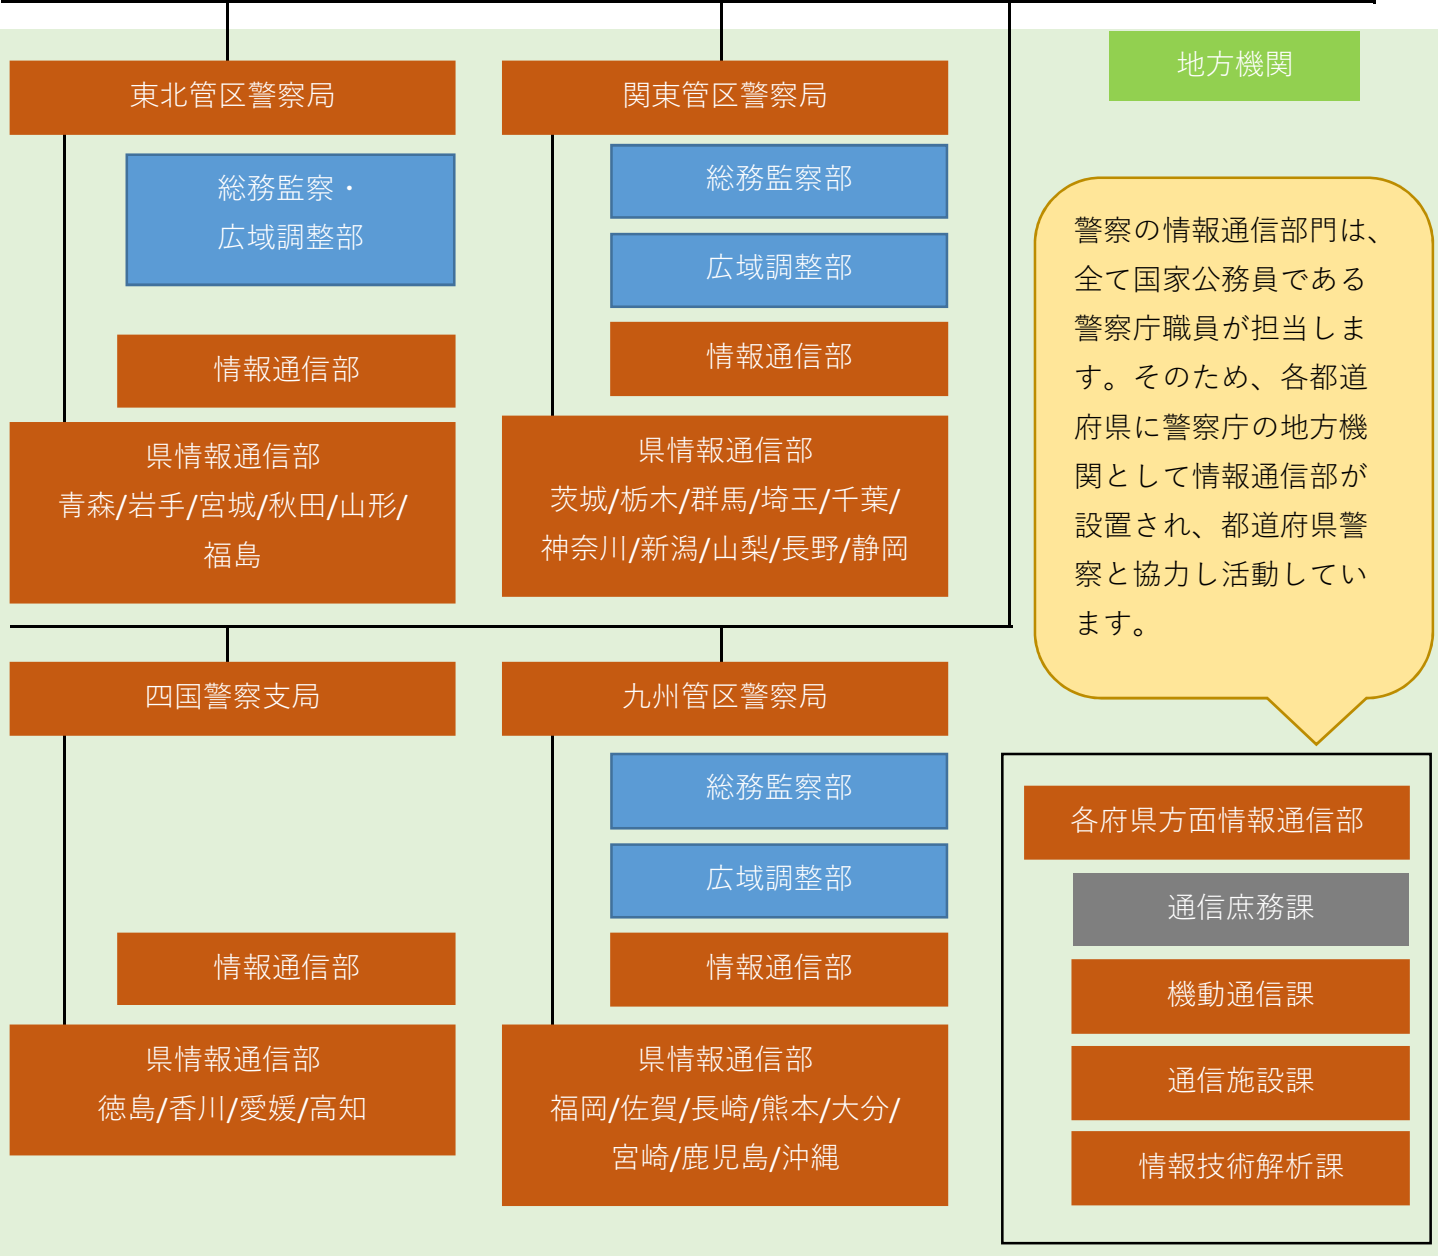 地方機関
東北管区警察局
総務監察・
広域調整部
情報通信部
県情報通信部
青森/岩手/宮城/秋田/山形/
福島
関東管区警察局
総務監察部
広域調整部
情報通信部
県情報通信部
茨城/栃木/群馬/埼玉/千葉/
神奈川/新潟/山梨/長野/静岡
警察の情報通信部門は、
全て国家公務員である
警察庁職員が担当しま
す。そのため、各都道
府県に警察庁の地方機
関として情報通信部が
設置され、都道府県警
察と協力し活動してい
ます。
四国警察支局
情報通信部
県情報通信部
徳島/香川/愛媛/高知
九州管区警察局
総務監察部
広域調整部
情報通信部
県情報通信部
福岡/佐賀/長崎/熊本/大分/
宮崎/鹿児島/沖縄
各府県方面情報通信部
通信庶務課
機動通信課
通信施設課
情報技術解析課